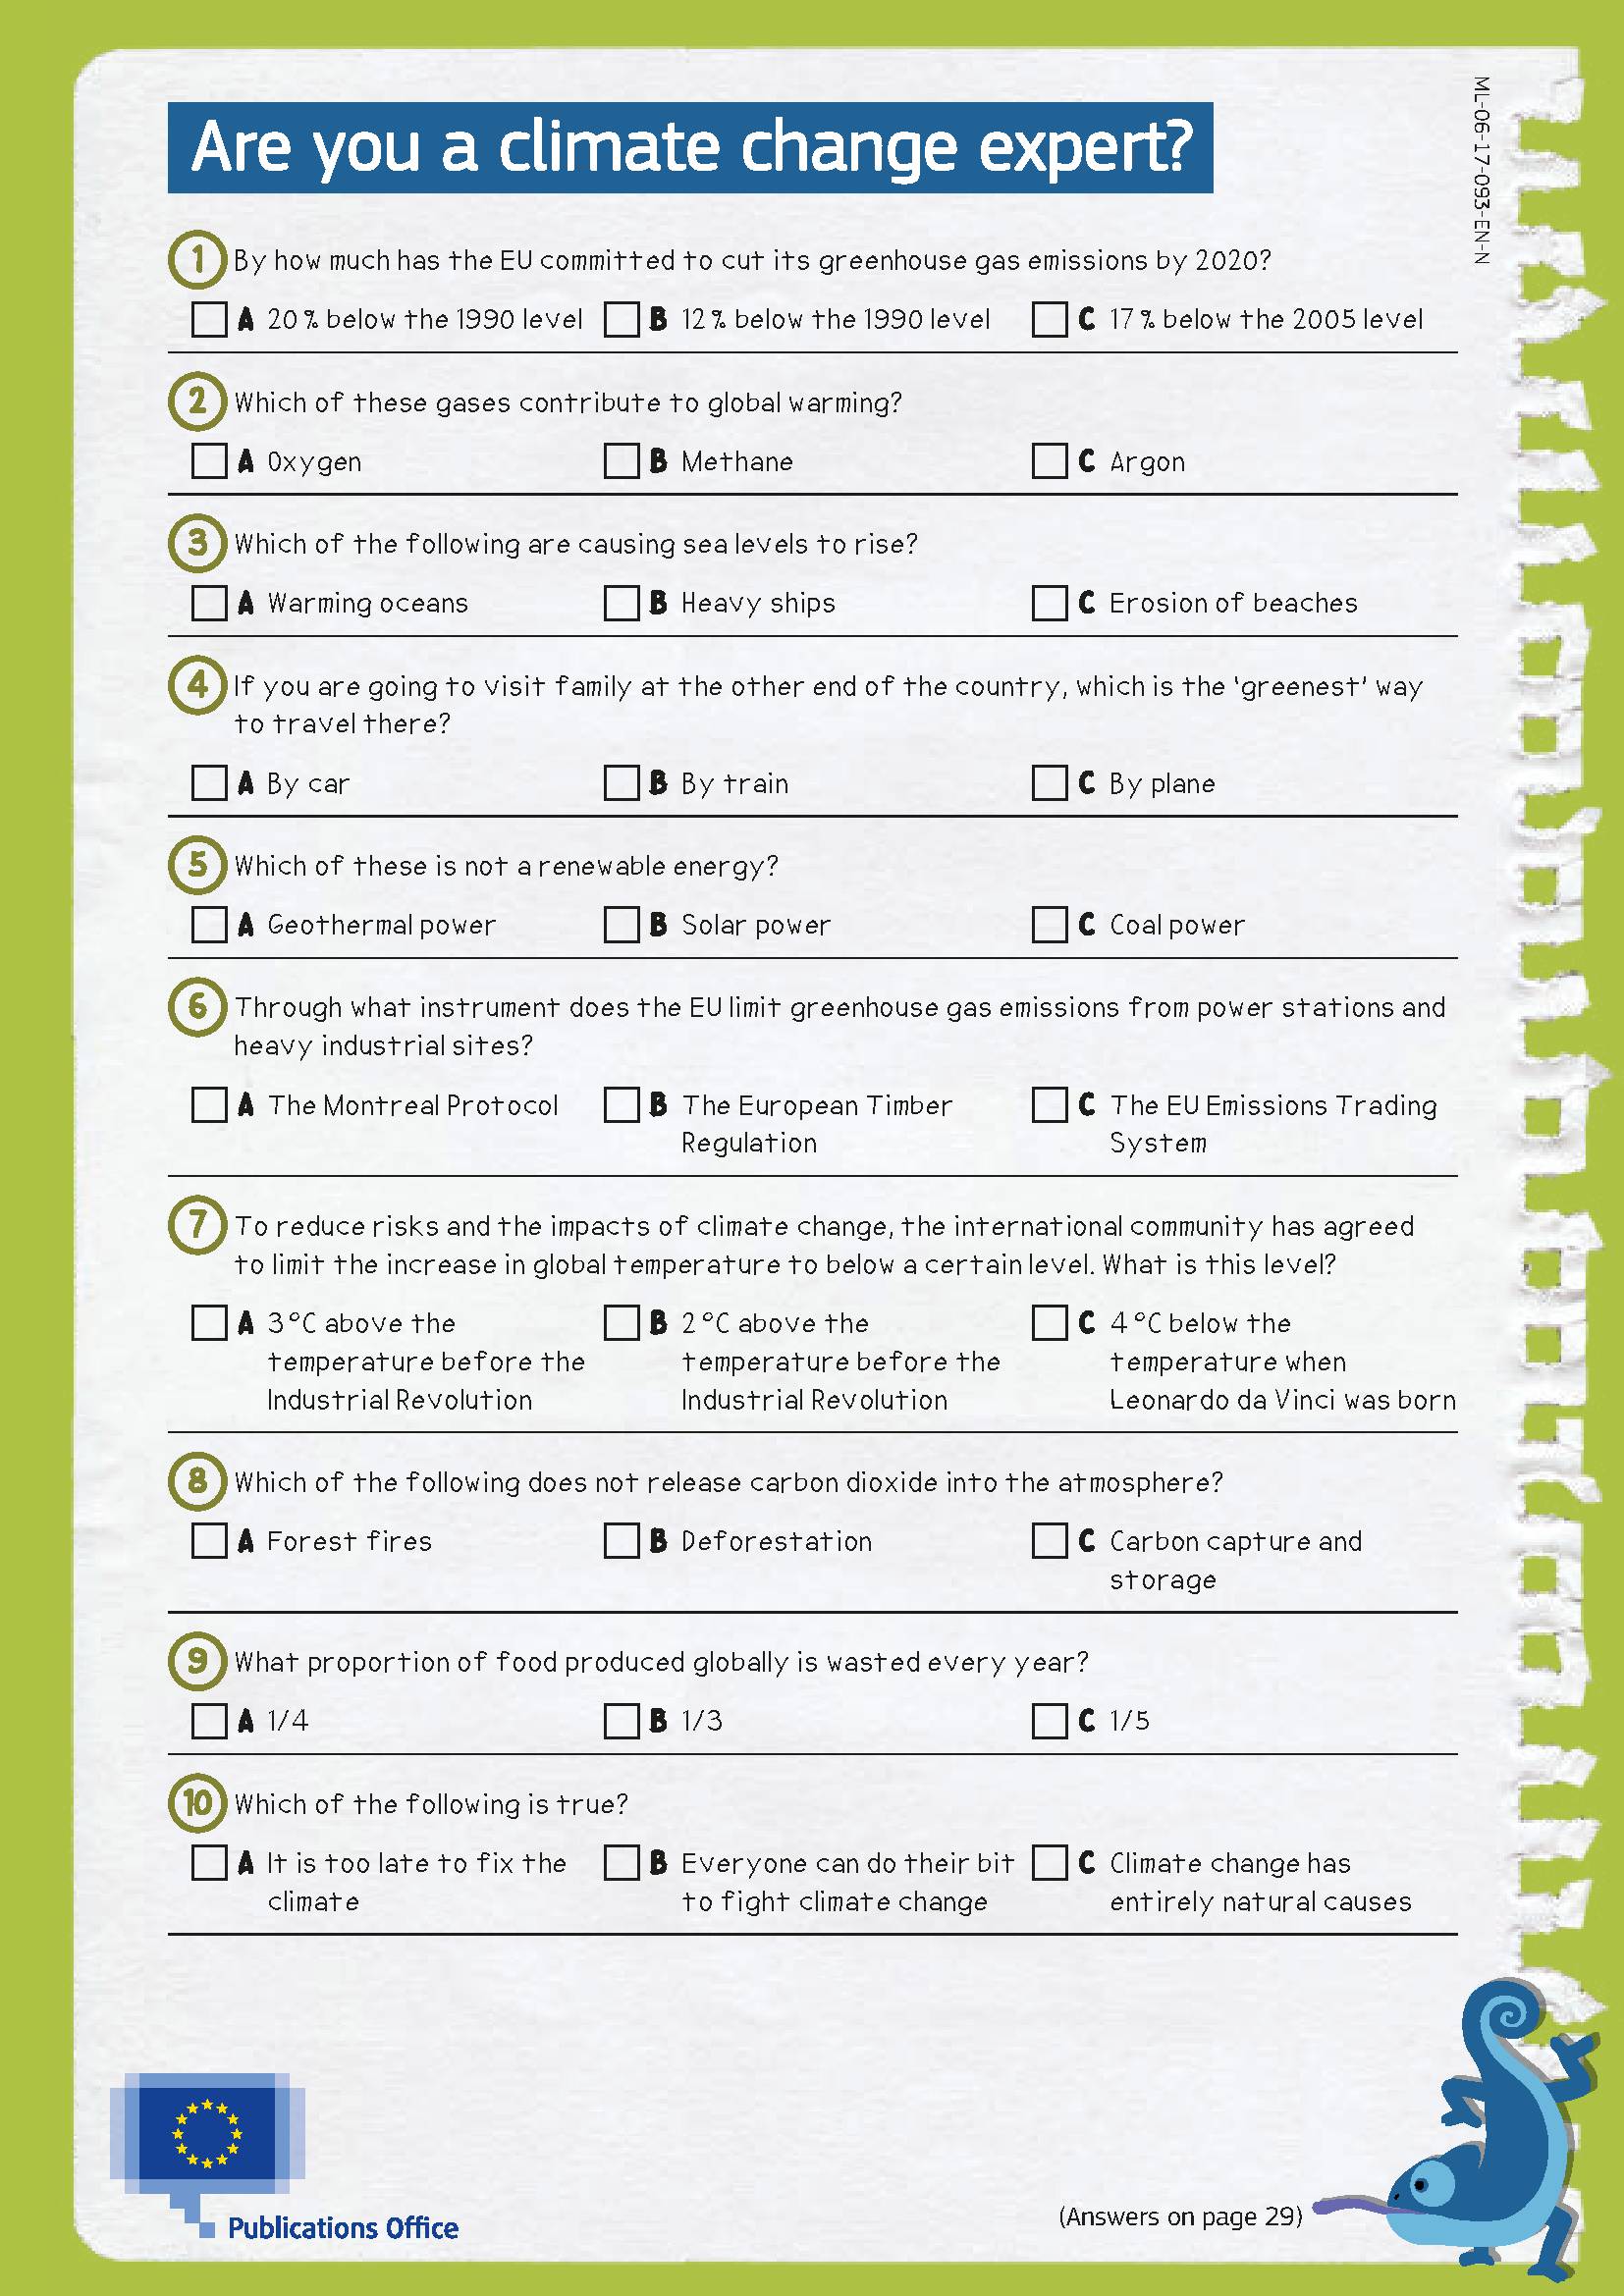 Are you a climate change expert?
ML-06-17-093-EN-N
1 By how much has the EU committed to cut its greenhouse gas emissions by 2020?
A 20 % below the 1990 level B 12 % below the 1990 level C 17 % below the 2005 level
2 Which of these gases contribute to global warming?
A Oxygen B Methane C Argon
3 Which of the following are causing sea levels to rise?
A Warming oceans B Heavy ships C Erosion of beaches
4 If you are going to visit family at the other end of the country, which is the 'greenest' way
to travel there?
A By car B By train C By plane
5 Which of these is not a renewable energy?
A Geothermal power B Solar power C Coal power
6 Through what instrument does the EU limit greenhouse gas emissions from power stations and
heavy industrial sites?
A The Montreal Protocol B The European Timber C The EU Emissions Trading
Regulation System
7 To reduce risks and the impacts of climate change, the international community has agreed
to limit the increase in global temperature to below a certain level. What is this level?
A 3 °C above the B 2 °C above the C 4 °C below the
temperature before the temperature before the temperature when
Industrial Revolution Industrial Revolution Leonardo da Vinci was born
8 Which of the following does not release carbon dioxide into the atmosphere?
A Forest fires B Deforestation C Carbon capture and
storage
9 What proportion of food produced globally is wasted every year?
A 1/4 B 1/3 C 1/5
10 Which of the following is true?
A It is too late to fix the B Everyone can do their bit C Climate change has
climate to fight climate change entirely natural causes
(Answers on page 29)
Publications Office